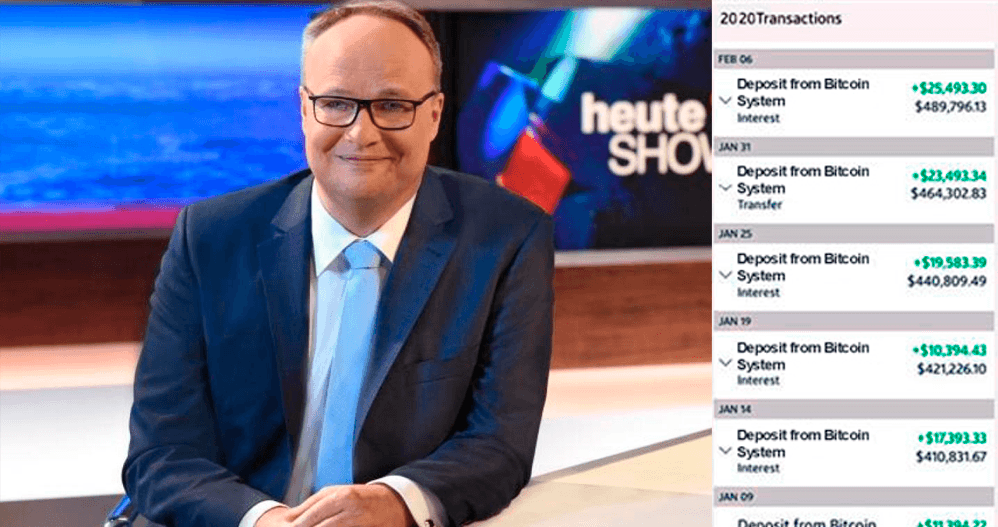 heute
SHOW
2020Transactions
FEB 06
Deposit from Bitcoin
System
Interest
+$25,493.30
$489,796.13
JAN 31
Deposit from Bitcoin
System
Transfer
+$23,493.34
$464,302.83
JAN 25
Deposit from Bitcoin
System
Interest
+$19,583.39
$440,809.49
JAN 19
Deposit from Bitcoin
System
Interest
+$10,394.43
$421,226.10
JAN 14
Deposit from Bitcoin
System
Interest
+$17,393.33
$410,831.67
JAN 09
Deposit from Bitcoin
+$11,394.22